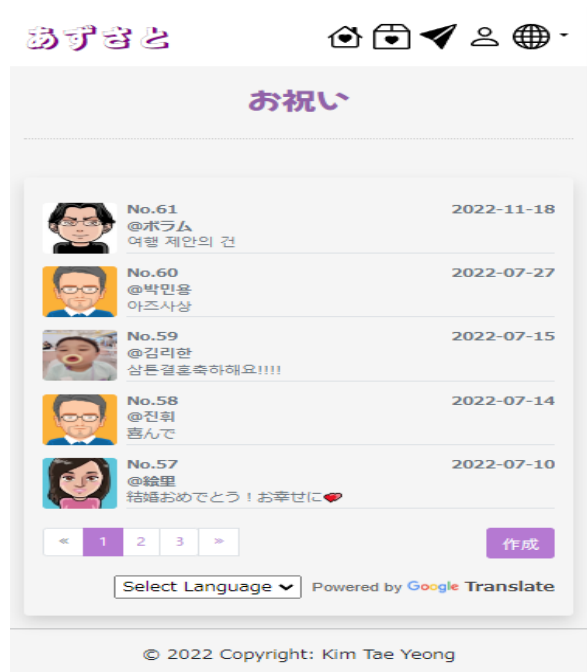 あずさと
お祝い
No.61 2022-11-18
@ボラム
여행 제안의 건
No.60 2022-07-27
@박민용
아즈사상
No.59 2022-07-15
@김리한
삼튼결혼축하해요!!!!
No.58 2022-07-14
@진휘
喜んで
No.57 2022-07-10
@絵里
結婚おめでとう！お幸せに💝
« 1 2 3 » 作成
Select Language Powered by Google Translate
© 2022 Copyright: Kim Tae Yeong